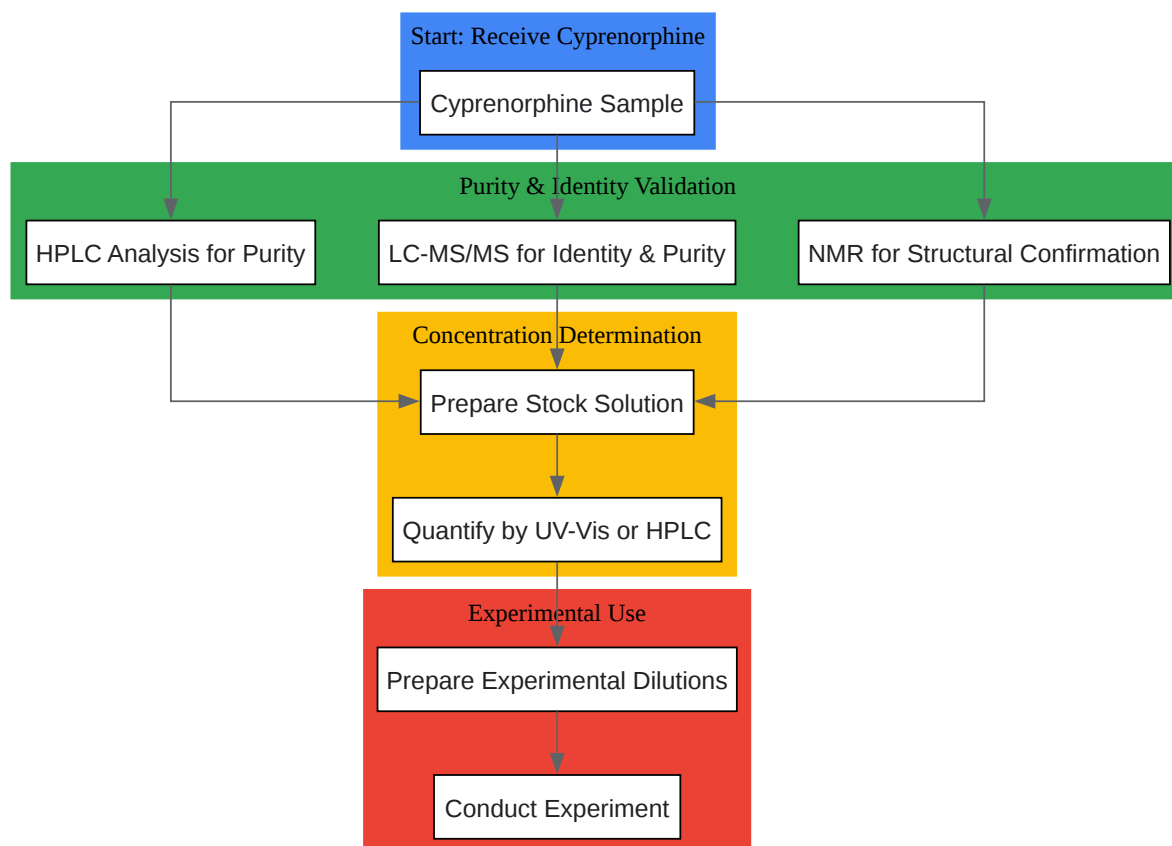 Start: Receive Cyprenorphine
Cyprenorphine Sample
Purity & Identity Validation
HPLC Analysis for Purity
LC-MS/MS for Identity & Purity
NMR for Structural Confirmation
Concentration Determination
Prepare Stock Solution
Quantify by UV-Vis or HPLC
Experimental Use
Prepare Experimental Dilutions
Conduct Experiment